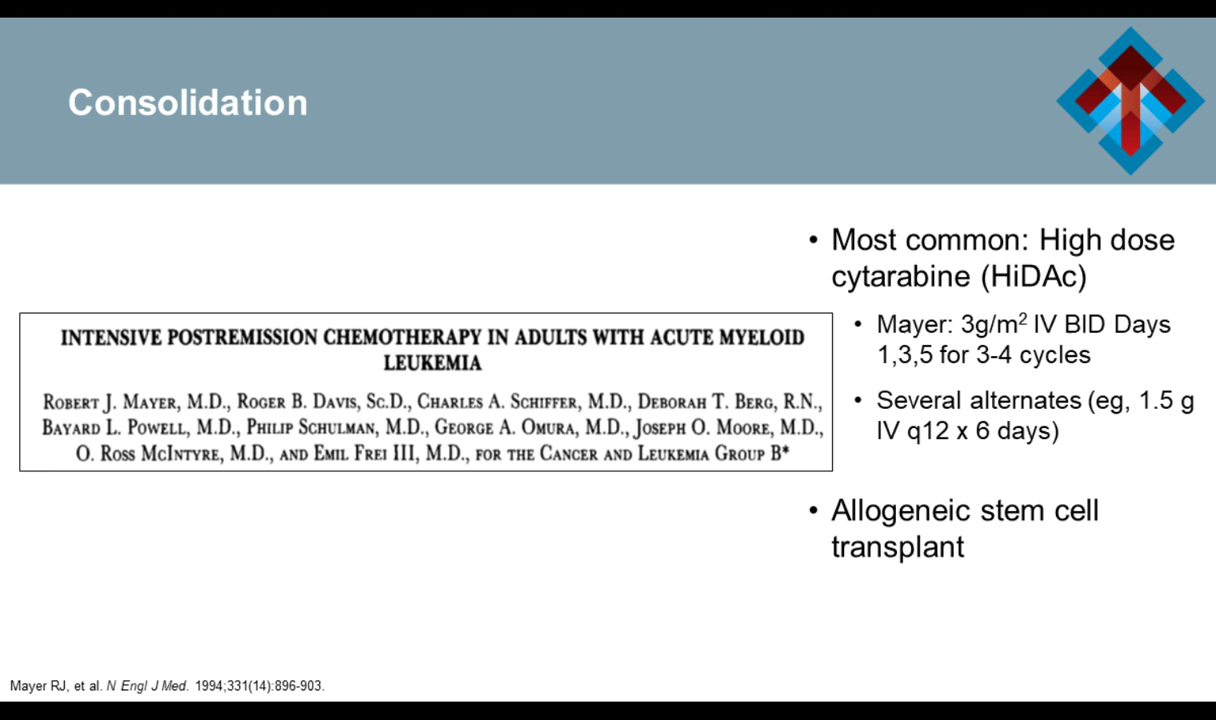 Consolidation
INTENSIVE POSTREMISSION CHEMOTHERAPY IN ADULTS WITH ACUTE MYELOID
LEUKEMIA
ROBERT J. MAYER, M.D., ROGER B. DAVIS, SC.D., CHARLES A. SCHIFFER, M.D., DEBORAH T. BERG, R.N.,
BAYARD L. POWELL, M.D., PHILIP SCHULMAN, M.D., GEORGE A. OMURA, M.D., JOSEPH O. MOORE, M.D.,
O. ROSS MCINTYRE, M.D., AND EMIL FREI III, M.D., FOR THE CANCER AND LEUKEMIA GROUP B*
• Most common: High dose
cytarabine (HiDAc)
• Mayer: 3g/m² IV BID Days
1,3,5 for 3-4 cycles
• Several alternates (eg, 1.5 g
IV q12 x 6 days)
• Allogeneic stem cell
transplant
Mayer RJ, et al. N Engl J Med. 1994;331(14):896-903.